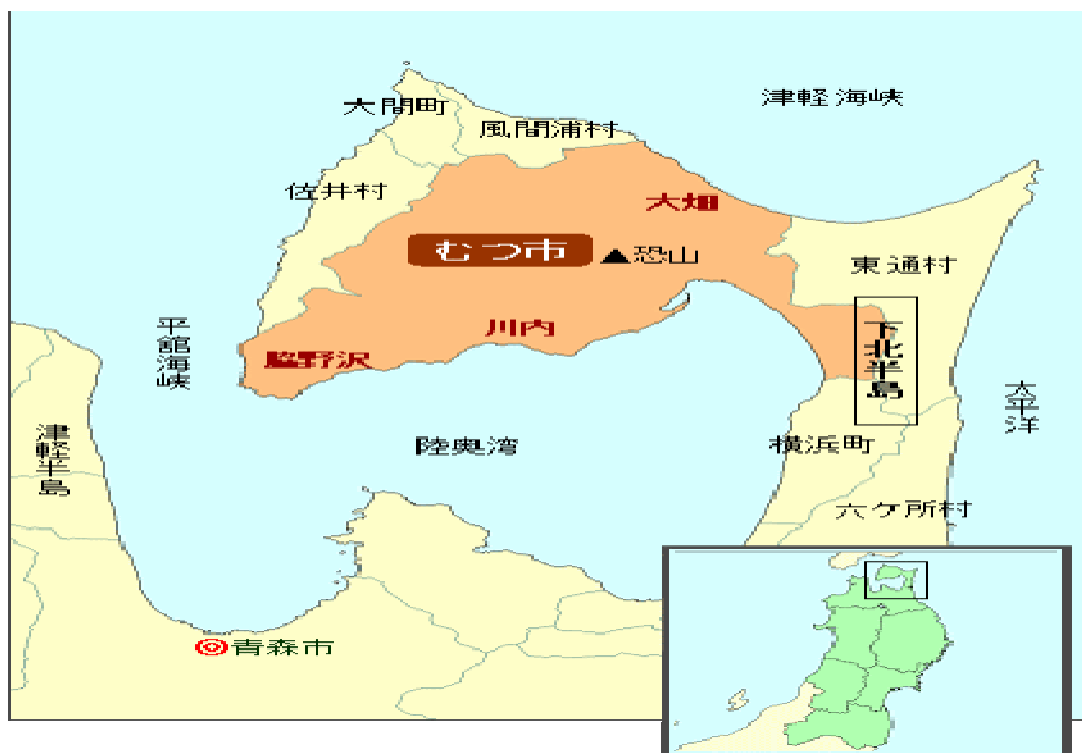 大間町
津軽海峡
風間浦村
佐井村
大畑
むつ市
▲恐山
東通村
平舘海峡
川内
脇野沢
下北半島
太平洋
津軽半島
陸奥湾
横浜町
六ケ所村
青森市